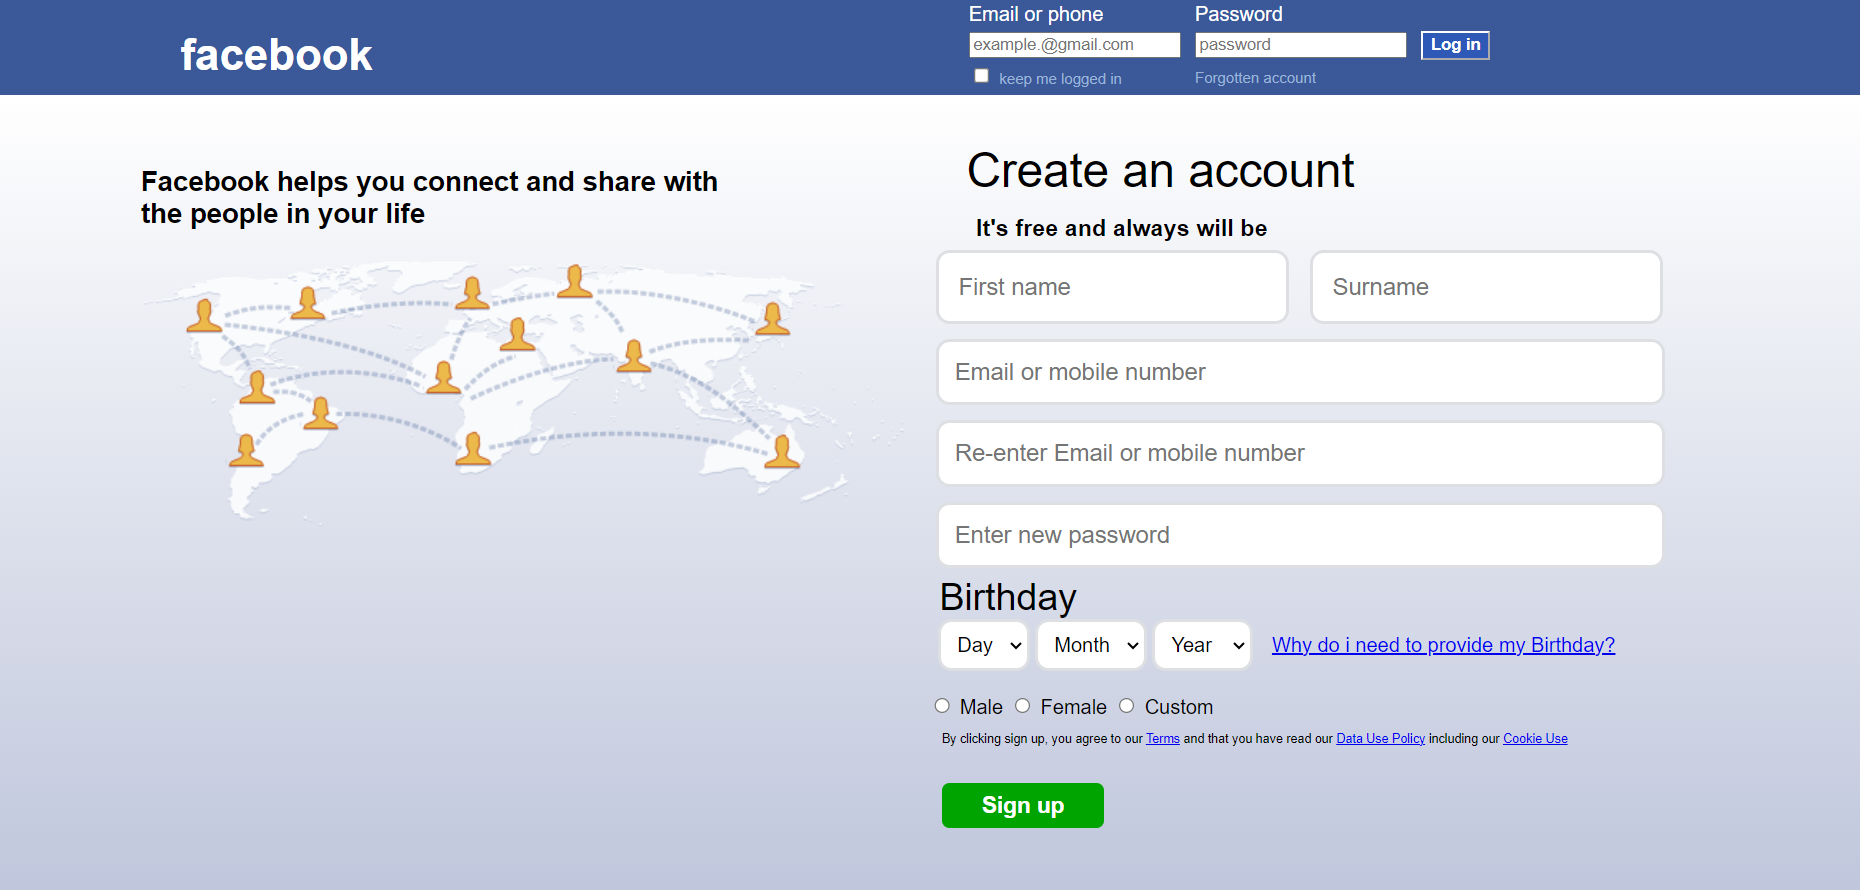 facebook
Email or phone
Password
example.@gmail.com
password
Log in
keep me logged in
Forgotten account
Facebook helps you connect and share with
the people in your life
Create an account
It's free and always will be
First name
Surname
Email or mobile number
Re-enter Email or mobile number
Enter new password
Birthday
Day
Month
Year
Why do i need to provide my Birthday?
Male
Female
Custom
By clicking sign up, you agree to our Terms and that you have read our Data Use Policy including our Cookie Use
Sign up